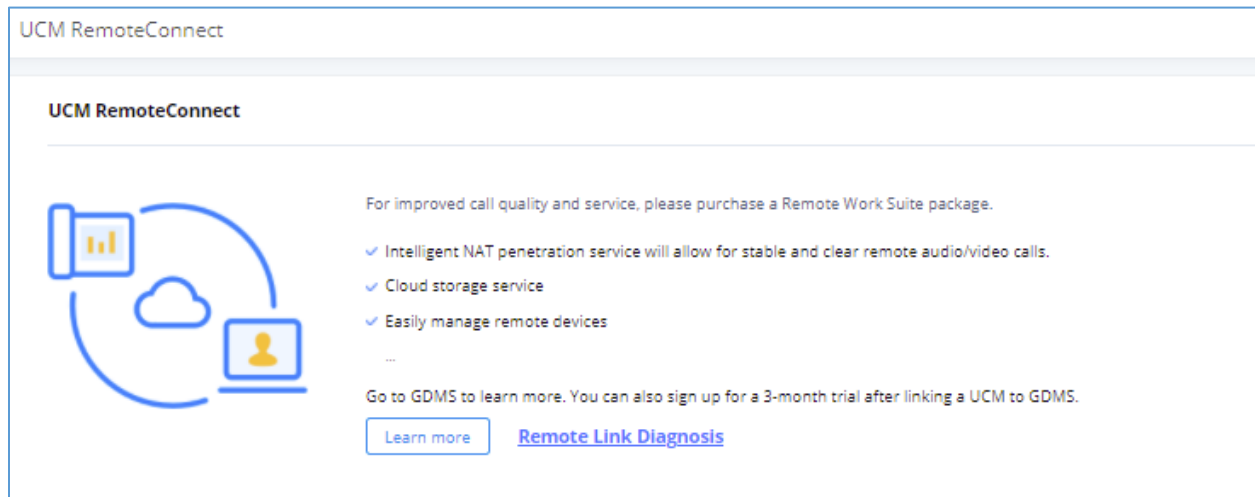 UCM RemoteConnect
UCM RemoteConnect
For improved call quality and service, please purchase a Remote Work Suite package.
Intelligent NAT penetration service will allow for stable and clear remote audio/video calls.
Cloud storage service
Easily manage remote devices
...
Go to GDMS to learn more. You can also sign up for a 3-month trial after linking a UCM to GDMS.
Learn more Remote Link Diagnosis